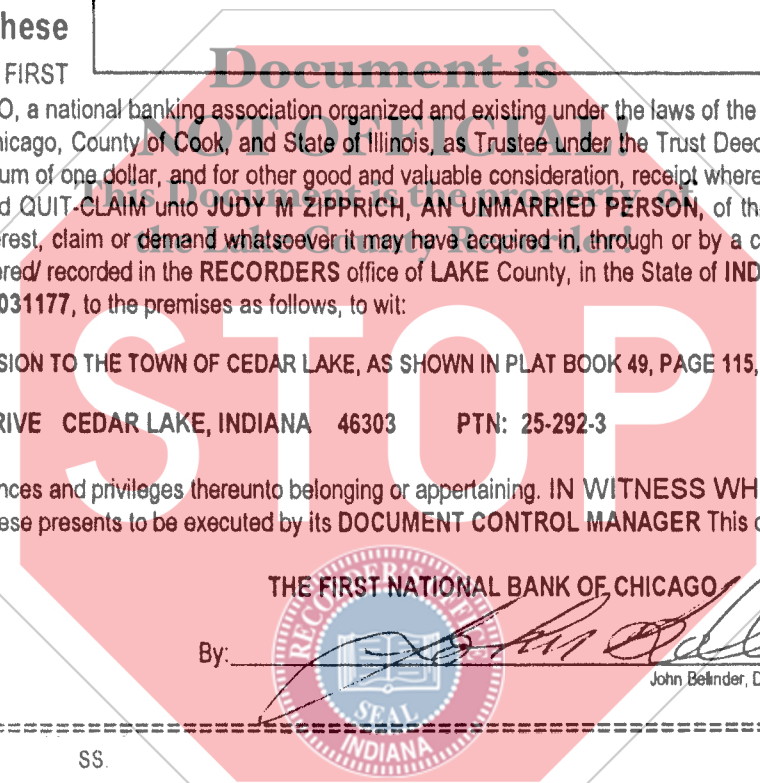 hese
FIRST
Document is
O, a national banking association organized and existing under the laws of the
NOT OFFICIAL!
hicago, County of Cook, and State of Illinois, as Trustee under the Trust Deed
um of one dollar, and for other good and valuable consideration, receipt where
This Document is the property of
d QUIT-CLAIM unto JUDY M ZIPPRICH, AN UNMARRIED PERSON, of th
the Lake County Recorder!
erest, claim or demand whatsoever it may have acquired in, through or by a c
ered/ recorded in the RECORDERS office of LAKE County, in the State of IND
031177, to the premises as follows, to wit:
STOP
SION TO THE TOWN OF CEDAR LAKE, AS SHOWN IN PLAT BOOK 49, PAGE 115,
RIVE CEDAR LAKE, INDIANA 46303 PTN: 25-292-3
nces and privileges thereunto belonging or appertaining. IN WITNESS WH
ese presents to be executed by its DOCUMENT CONTROL MANAGER This d
THE FIRST NATIONAL BANK OF CHICAGO
RECORDER'S OFFICE
By:
John Bellinder, D
SEAL
INDIANA
SS.